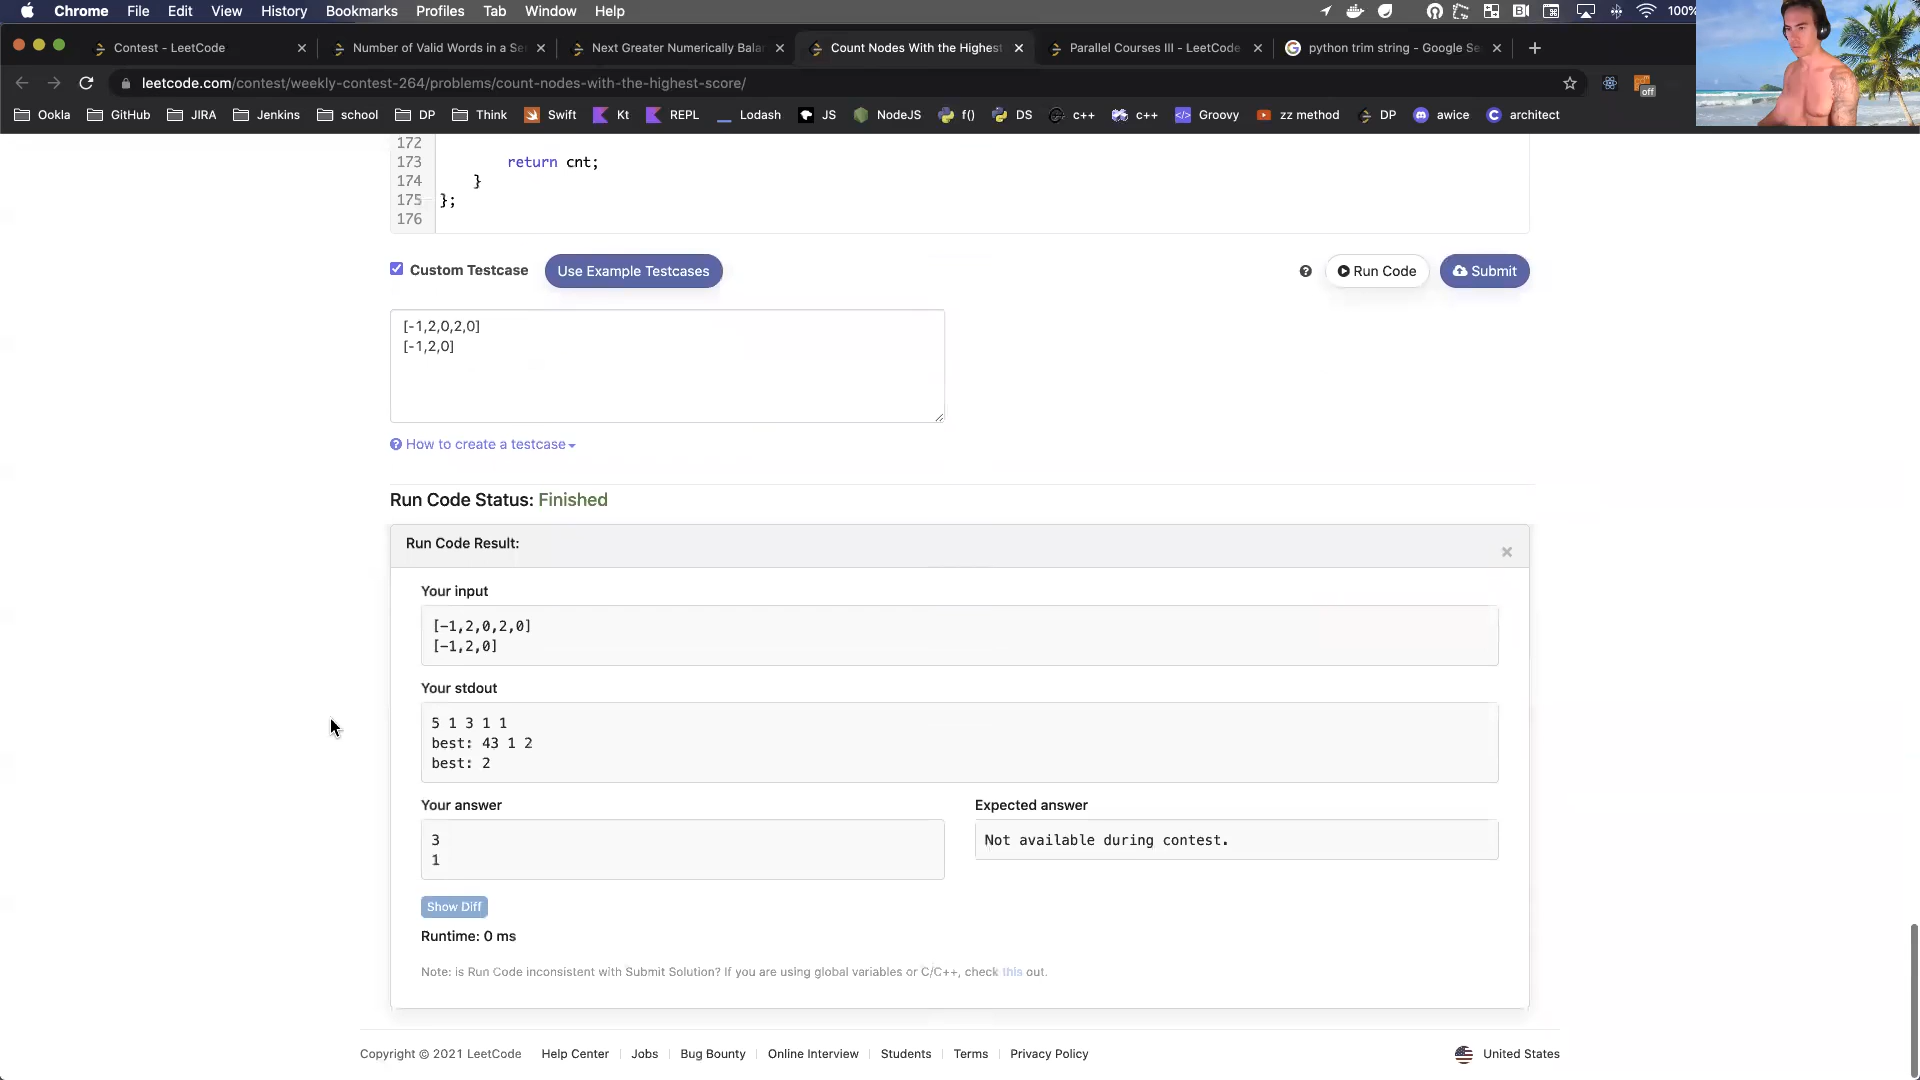 Chrome File Edit View History Bookmarks Profiles Tab Window Help 100%
Contest - LeetCode
Number of Valid Words in a Se
Next Greater Numerically Bala
Count Nodes With the Highest
Parallel Courses III - LeetCode
python trim string - Google Se
leetcode.com/contest/weekly-contest-264/problems/count-nodes-with-the-highest-score/
off
Ookla GitHub JIRA Jenkins school DP Think Swift Kt REPL Lodash JS NodeJS f() DS c++ c++ Groovy zz method DP awice architect
172
173 return cnt;
174 }
175 };
176
Custom Testcase Use Example Testcases Run Code Submit
[-1,2,0,2,0]
[-1,2,0]
How to create a testcase
Run Code Status: Finished
Run Code Result:
Your input
[-1,2,0,2,0]
[-1,2,0]
Your stdout
5 1 3 1 1
best: 43 1 2
best: 2
Your answer
3
1
Expected answer
Not available during contest.
Show Diff
Runtime: 0 ms
Note: is Run Code inconsistent with Submit Solution? If you are using global variables or C/C++, check this out.
Copyright © 2021 LeetCode Help Center Jobs Bug Bounty Online Interview Students Terms Privacy Policy United States